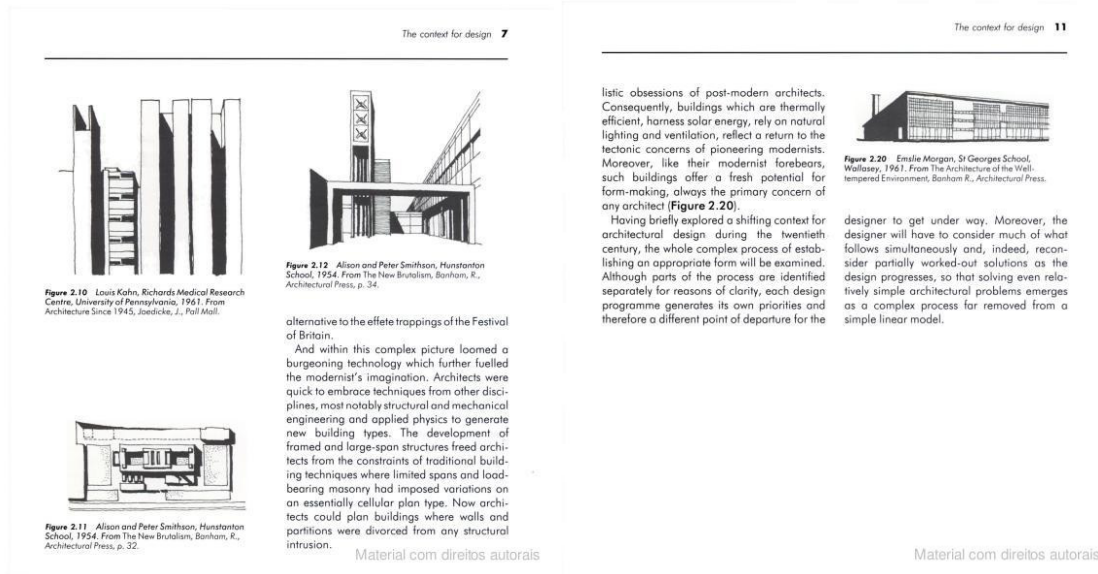 The context for design 7
Figure 2.10 Louis Kahn, Richards Medical Research
Centre, University of Pennsylvania, 1961. From
Architecture Since 1945, Joedicke, J., Pall Mall.
Figure 2.11 Alison and Peter Smithson, Hunstanton
School, 1954. From The New Brutalism, Banham, R.,
Architectural Press, p. 32.
Figure 2.12 Alison and Peter Smithson, Hunstanton
School, 1954. From The New Brutalism, Banham, R.,
Architectural Press, p. 34.
alternative to the effete trappings of the Festival
of Britain.
And within this complex picture loomed a
burgeoning technology which further fuelled
the modernist's imagination. Architects were
quick to embrace techniques from other disci-
plines, most notably structural and mechanical
engineering and applied physics to generate
new building types. The development of
framed and large-span structures freed archi-
tects from the constraints of traditional build-
ing techniques where limited spans and load-
bearing masonry had imposed variations on
an essentially cellular plan type. Now archi-
tects could plan buildings where walls and
partitions were divorced from any structural
intrusion.
Material com direitos autorais
The context for design 11
listic obsessions of post-modern architects.
Consequently, buildings which are thermally
efficient, harness solar energy, rely on natural
lighting and ventilation, reflect a return to the
tectonic concerns of pioneering modernists.
Moreover, like their modernist forebears,
such buildings offer a fresh potential for
form-making, always the primary concern of
any architect (Figure 2.20).
Having briefly explored a shifting context for
architectural design during the twentieth
century, the whole complex process of estab-
lishing an appropriate form will be examined.
Although parts of the process are identified
separately for reasons of clarity, each design
programme generates its own priorities and
therefore a different point of departure for the
Figure 2.20 Emslie Morgan, St Georges School,
Wallasey, 1961. From The Architecture of the Well-
tempered Environment, Banham R., Architectural Press.
designer to get under way. Moreover, the
designer will have to consider much of what
follows simultaneously and, indeed, recon-
sider partially worked-out solutions as the
design progresses, so that solving even rela-
tively simple architectural problems emerges
as a complex process far removed from a
simple linear model.
Material com direitos autorais